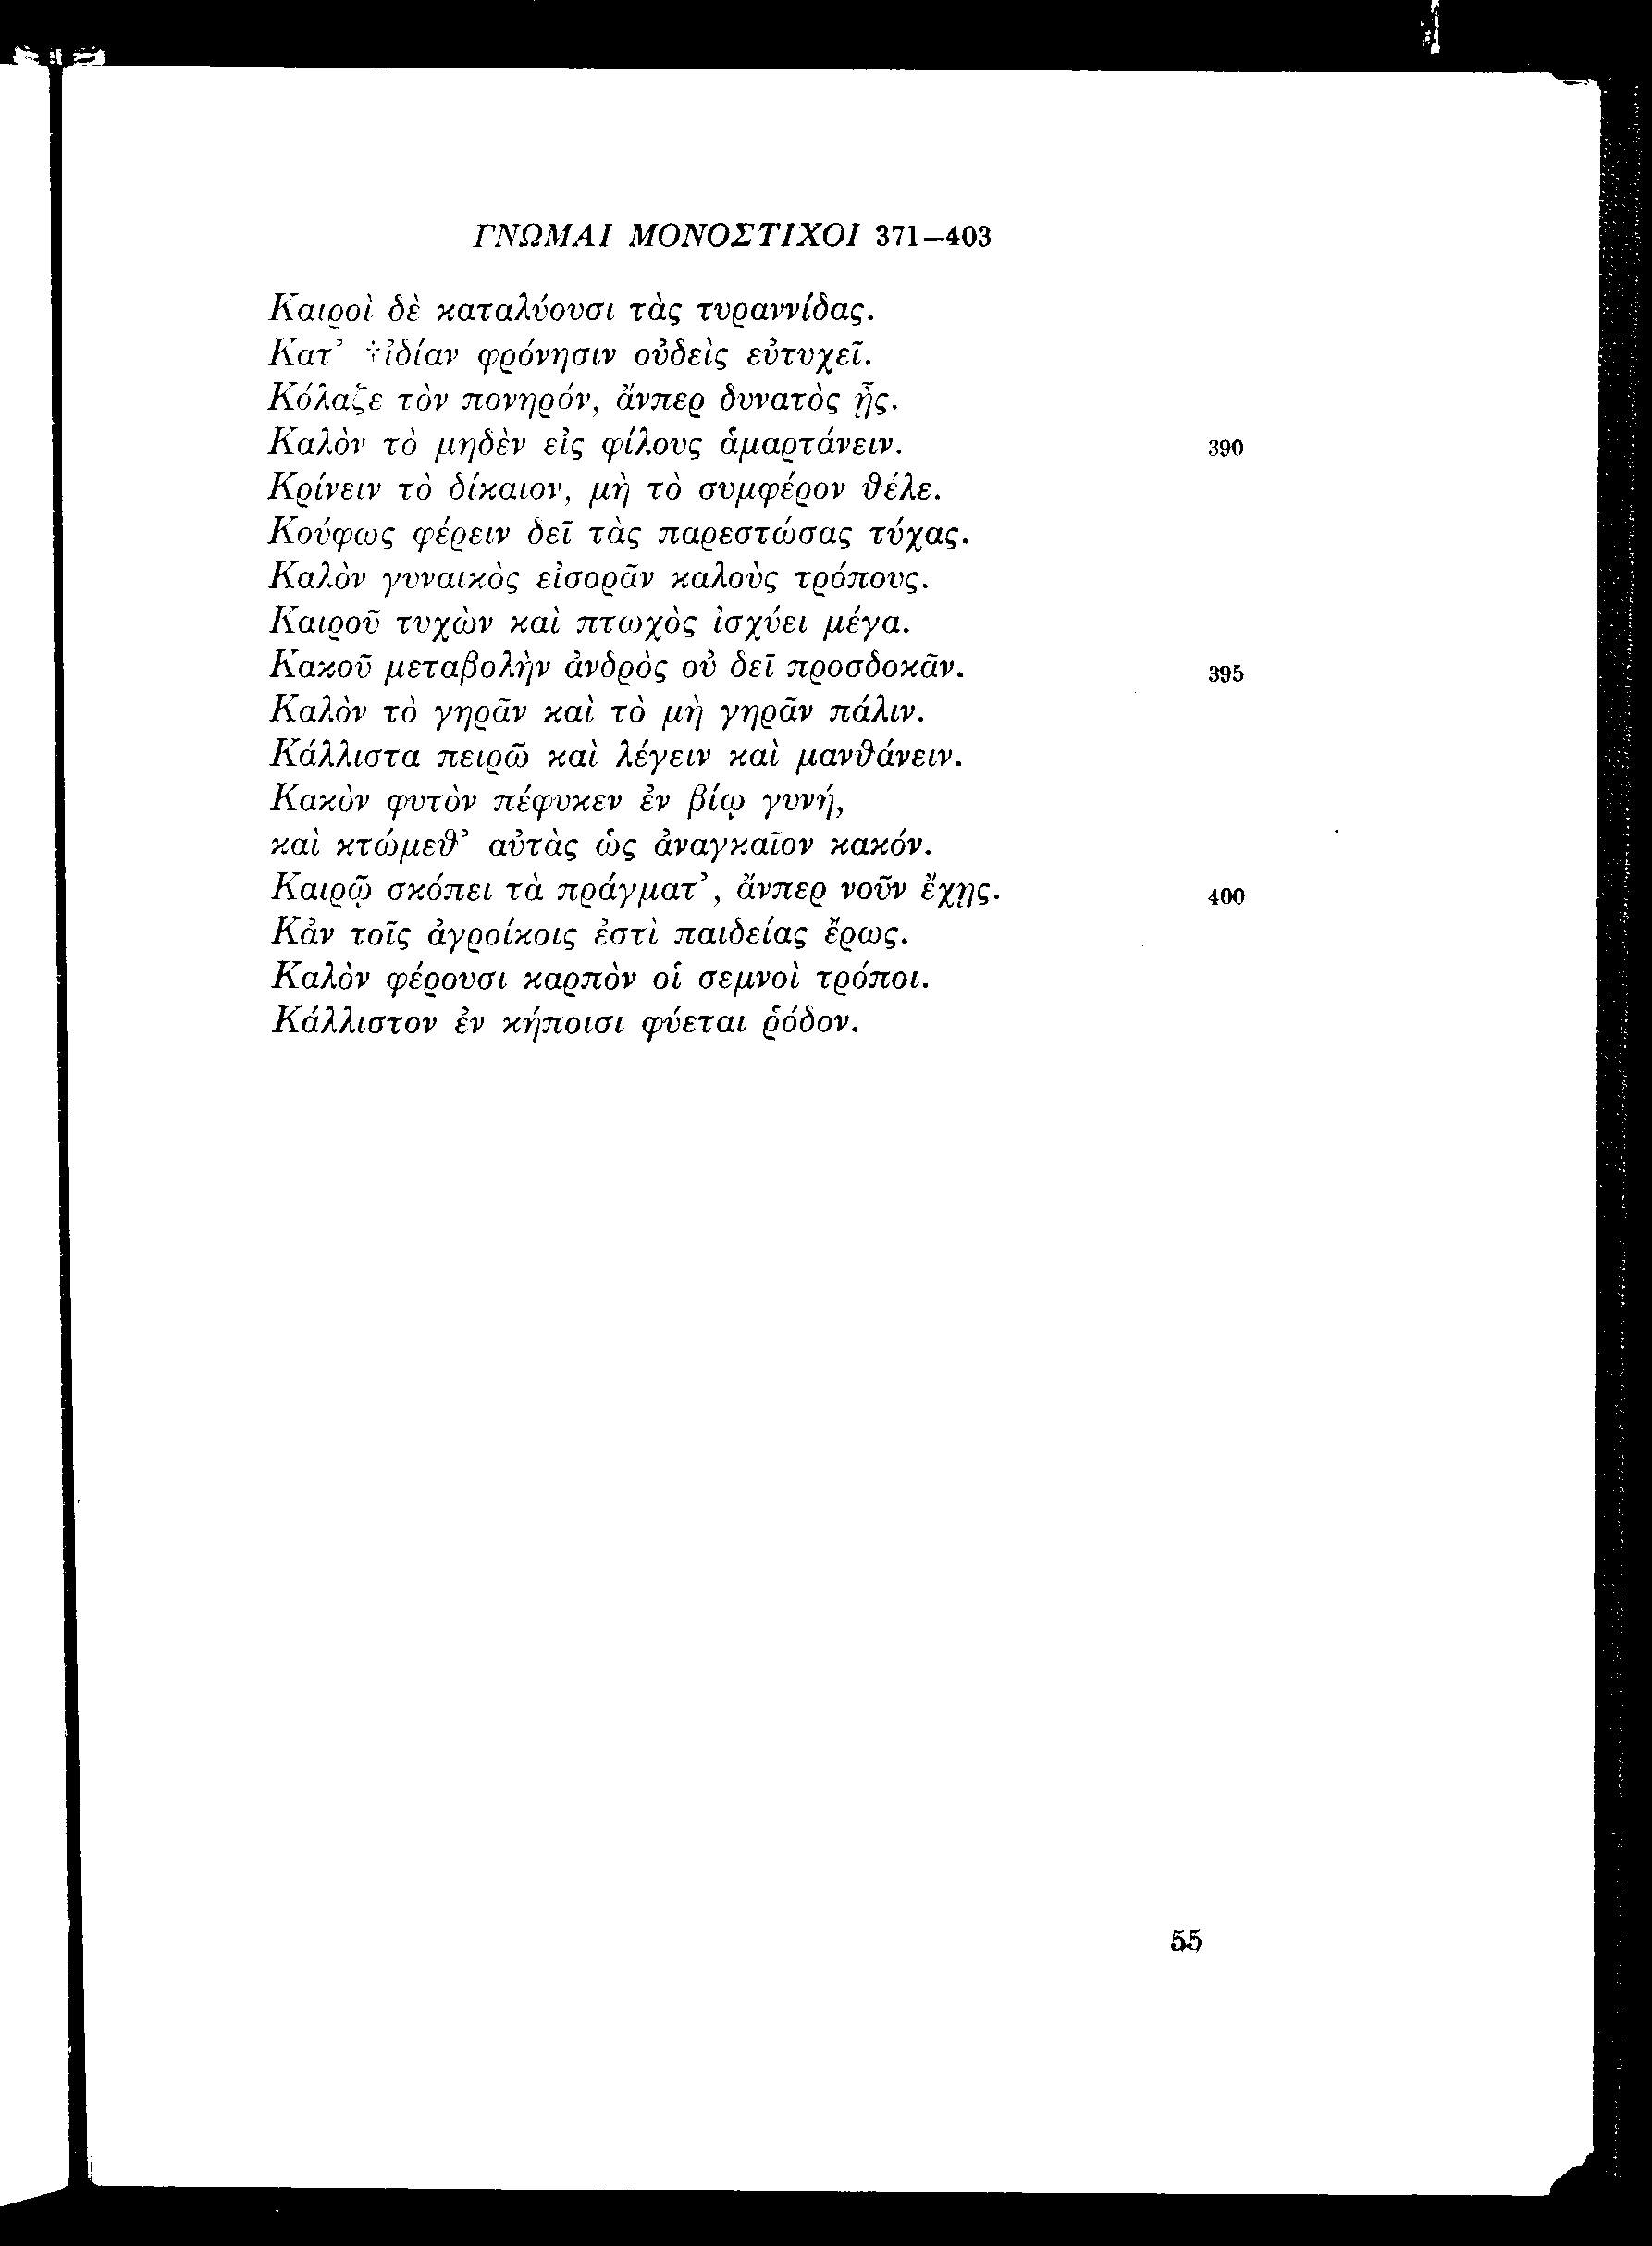 ΓΝΩΜΑΙ ΜΟΝΟΣΤΙΧΟΙ 371–403
Καιροὶ δὲ καταλύουσι τὰς τυραννίδας.
Κατ’ †ἰδίαν φρόνησιν οὐδεὶς εὐτυχεῖ.
Κόλαζε τὸν πονηρόν, ἄνπερ δυνατὸς ᾖς.
Καλὸν τὸ μηδὲν εἰς φίλους ἁμαρτάνειν. 390
Κρίνειν τὸ δίκαιον, μὴ τὸ συμφέρον θέλε.
Κούφως φέρειν δεῖ τὰς παρεστώσας τύχας.
Καλὸν γυναικὸς εἰσορᾶν καλοὺς τρόπους.
Καιροῦ τυχὼν καὶ πτωχὸς ἰσχύει μέγα.
Κακοῦ μεταβολὴν ἀνδρὸς οὐ δεῖ προσδοκᾶν. 395
Καλὸν τὸ γηρᾶν καὶ τὸ μὴ γηρᾶν πάλιν.
Κάλλιστα πειρῶ καὶ λέγειν καὶ μανθάνειν.
Κακὸν φυτὸν πέφυκεν ἐν βίῳ γυνή,
καὶ κτώμεθ’ αὐτὰς ὡς ἀναγκαῖον κακόν.
Καιρῷ σκόπει τὰ πράγματ’, ἄνπερ νοῦν ἔχῃς. 400
Κἀν τοῖς ἀγροίκοις ἐστὶ παιδείας ἔρως.
Καλὸν φέρουσι καρπὸν οἱ σεμνοὶ τρόποι.
Κάλλιστον ἐν κήποισι φύεται ῥόδον.
55